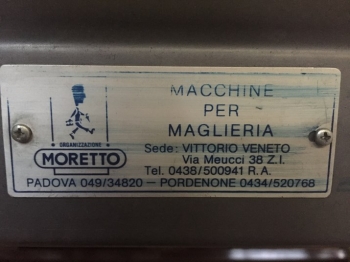 MACCHINE
PER
MAGLIERIA
ORGANIZZAZIONE
MORETTO
Sede: VITTORIO VENETO
Via Meucci 38 Z.I.
Tel. 0438/500941 R.A.
PADOVA 049/34820 - PORDENONE 0434/520768